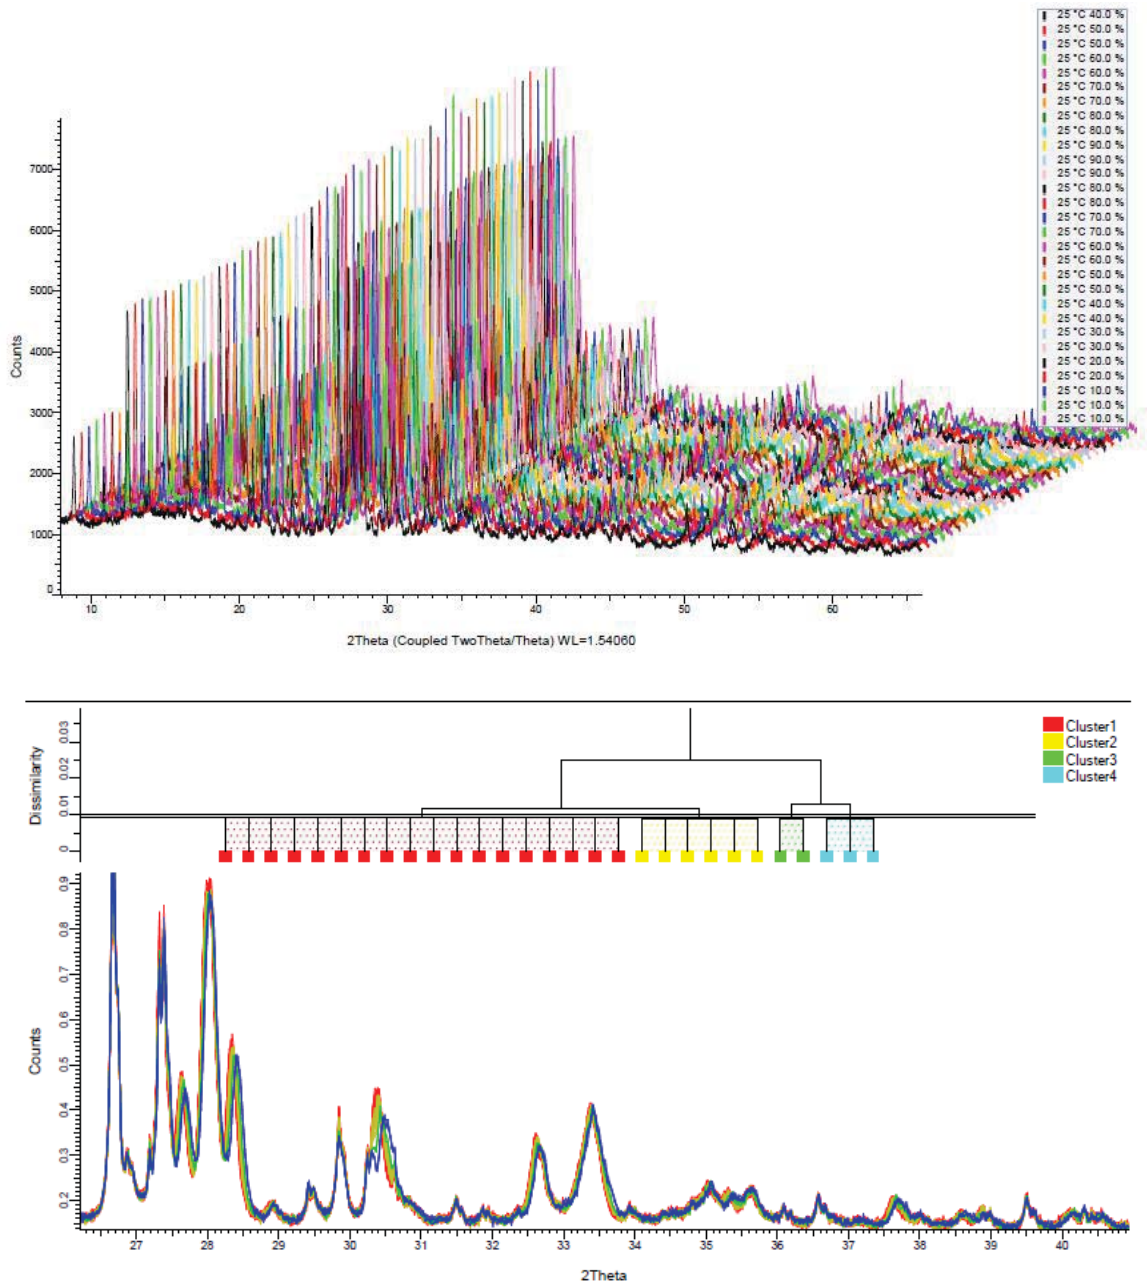 25 °C 40.0 %
25 °C 50.0 %
25 °C 50.0 %
25 °C 60.0 %
25 °C 60.0 %
25 °C 70.0 %
25 °C 70.0 %
25 °C 80.0 %
25 °C 80.0 %
25 °C 90.0 %
25 °C 90.0 %
25 °C 90.0 %
25 °C 80.0 %
25 °C 80.0 %
25 °C 70.0 %
25 °C 70.0 %
25 °C 60.0 %
25 °C 60.0 %
25 °C 50.0 %
25 °C 50.0 %
25 °C 40.0 %
25 °C 40.0 %
25 °C 30.0 %
25 °C 30.0 %
25 °C 20.0 %
25 °C 20.0 %
25 °C 10.0 %
25 °C 10.0 %
25 °C 10.0 %
Counts
7000
6000
5000
4000
3000
2000
1000
0
10 20 30 40 50 60
2Theta (Coupled TwoTheta/Theta) WL=1.54060
Dissimilarity
0.03
0.02
0.01
0
Cluster1
Cluster2
Cluster3
Cluster4
Counts
0.9
0.8
0.7
0.6
0.5
0.4
0.3
0.2
27 28 29 30 31 32 33 34 35 36 37 38 39 40
2Theta